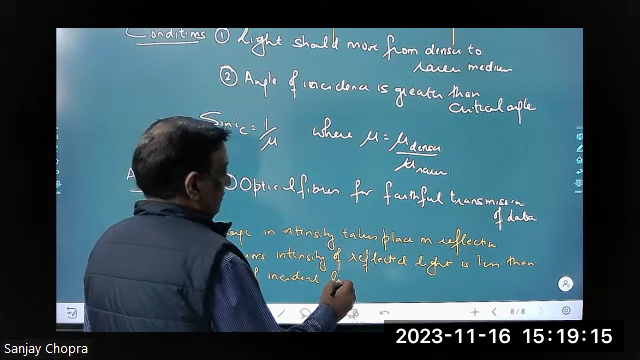 Conditions ① Light should move from denser to
rarer medium
② Angle of incidence is greater than
Critical angle
Sin ic = 1/μ where μ = μdenser/μrarer
Optical fibres for faithful transmission
of data
in intensity takes place on reflection
intensity of reflected light is less than
incident
8/8
2023-11-16 15:19:15
Sanjay Chopra